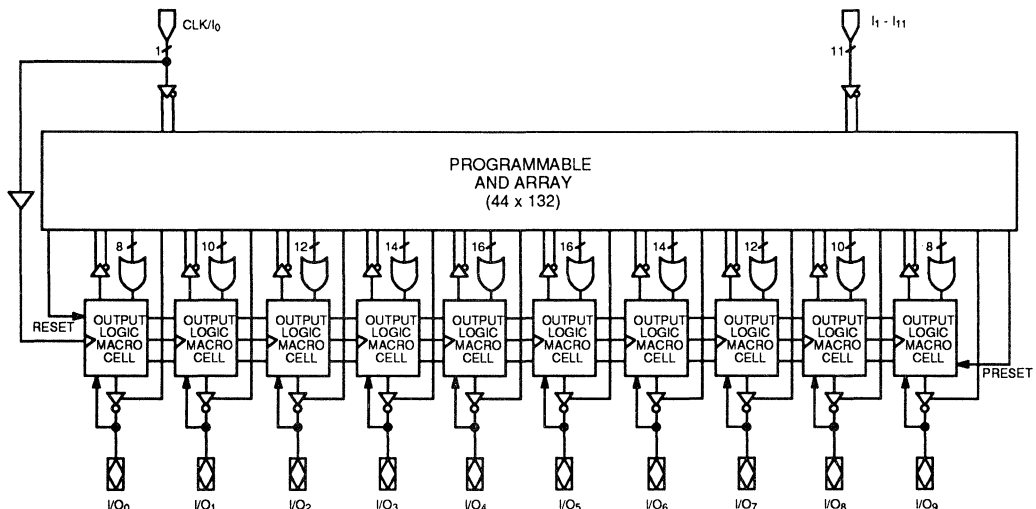 CLK/I0
I1 - I11
1
11
PROGRAMMABLE
AND ARRAY
(44 x 132)
8 10 12 14 16 16 14 12 10 8
RESET
OUTPUT LOGIC MACRO CELL
OUTPUT LOGIC MACRO CELL
OUTPUT LOGIC MACRO CELL
OUTPUT LOGIC MACRO CELL
OUTPUT LOGIC MACRO CELL
OUTPUT LOGIC MACRO CELL
OUTPUT LOGIC MACRO CELL
OUTPUT LOGIC MACRO CELL
OUTPUT LOGIC MACRO CELL
OUTPUT LOGIC MACRO CELL
PRESET
I/O0 I/O1 I/O2 I/O3 I/O4 I/O5 I/O6 I/O7 I/O8 I/O9